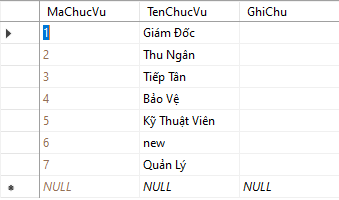 MaChucVu TenChucVu GhiChu
1 Giám Đốc
2 Thu Ngân
3 Tiếp Tân
4 Bảo Vệ
5 Kỹ Thuật Viên
6 new
7 Quản Lý
NULL NULL NULL